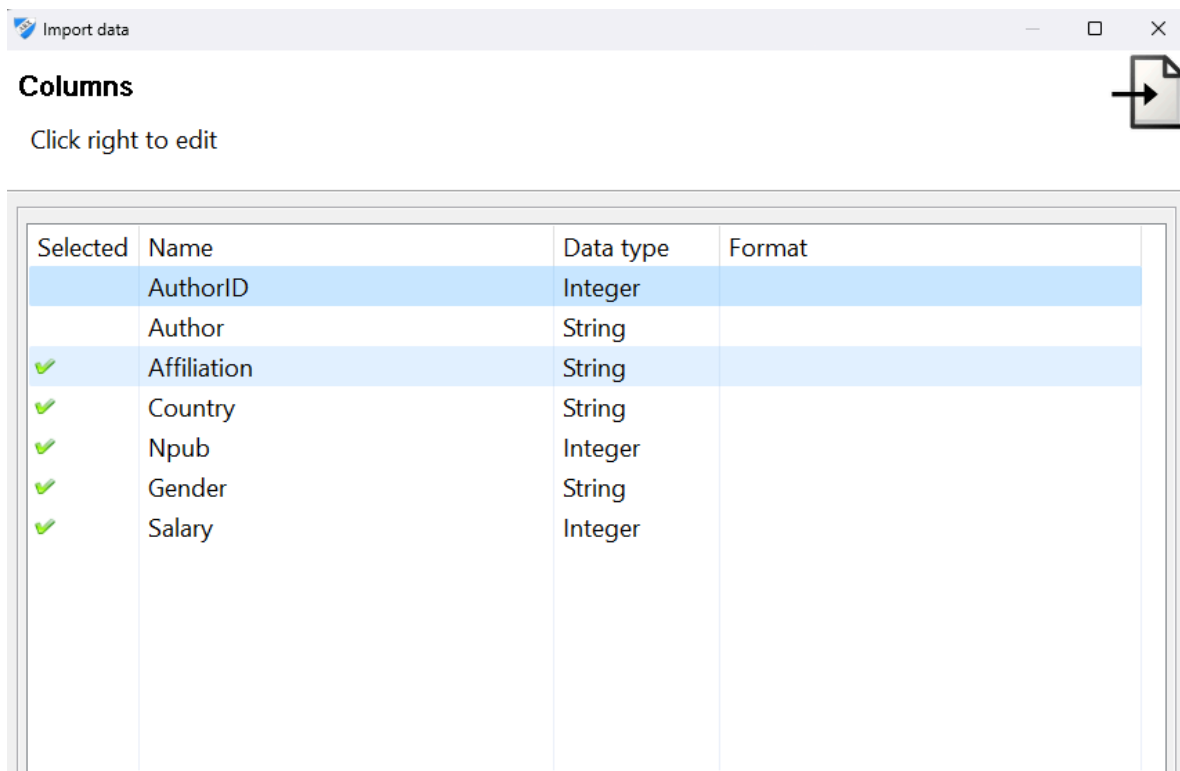 Import data
Columns
Click right to edit
Selected Name Data type Format
AuthorID Integer
Author String
Affiliation String
Country String
Npub Integer
Gender String
Salary Integer